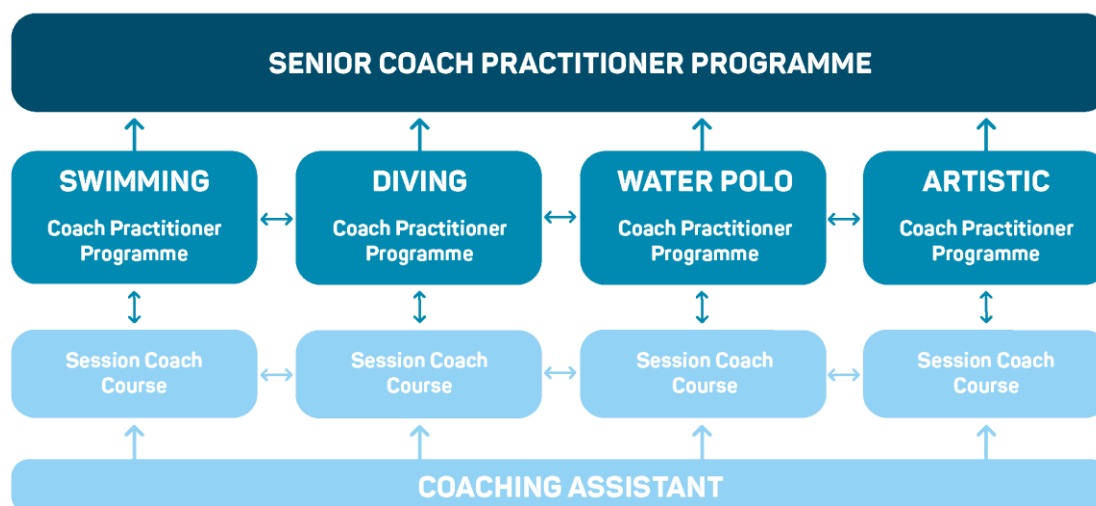 SENIOR COACH PRACTITIONER PROGRAMME
SWIMMING
Coach Practitioner
Programme
DIVING
Coach Practitioner
Programme
WATER POLO
Coach Practitioner
Programme
ARTISTIC
Coach Practitioner
Programme
Session Coach
Course
Session Coach
Course
Session Coach
Course
Session Coach
Course
COACHING ASSISTANT